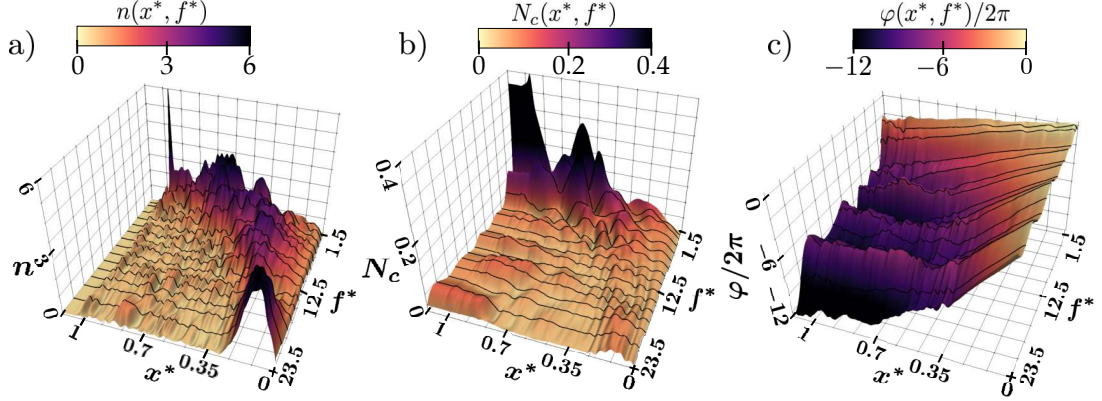 a)
n(x*, f*)
0 3 6
6
3
0
n
1 0.7 0.35 0
x*
1.5 12.5 23.5
f*
b)
N_c(x*, f*)
0 0.2 0.4
0.4
0.2
0
N_c
1 0.7 0.35 0
x*
1.5 12.5 23.5
f*
c)
φ(x*, f*)/2π
−12 −6 0
0
−6
−12
φ/2π
1 0.7 0.35 0
x*
1.5 12.5 23.5
f*